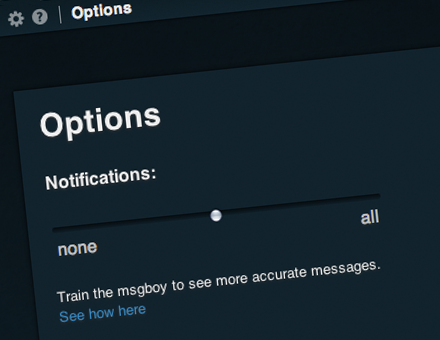 Options
Options
Notifications:
none
all
Train the msgboy to see more accurate messages.
See how here